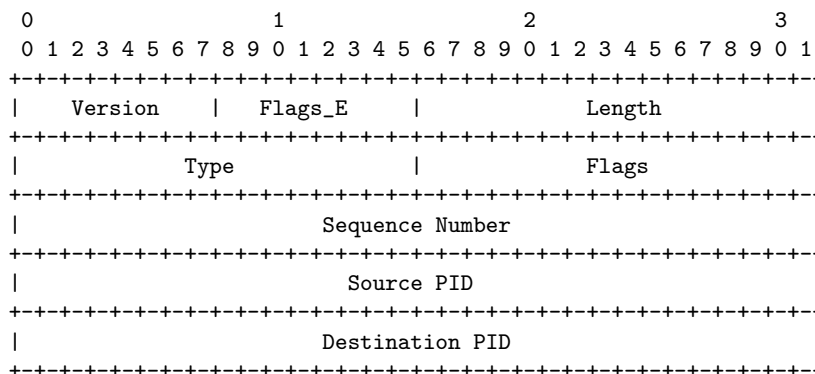 0 1 2 3
0 1 2 3 4 5 6 7 8 9 0 1 2 3 4 5 6 7 8 9 0 1 2 3 4 5 6 7 8 9 0 1
+-+-+-+-+-+-+-+-+-+-+-+-+-+-+-+-+-+-+-+-+-+-+-+-+-+-+-+-+-+-+-+-
| Version | Flags_E | Length
+-+-+-+-+-+-+-+-+-+-+-+-+-+-+-+-+-+-+-+-+-+-+-+-+-+-+-+-+-+-+-+-
| Type | Flags
+-+-+-+-+-+-+-+-+-+-+-+-+-+-+-+-+-+-+-+-+-+-+-+-+-+-+-+-+-+-+-+-
| Sequence Number
+-+-+-+-+-+-+-+-+-+-+-+-+-+-+-+-+-+-+-+-+-+-+-+-+-+-+-+-+-+-+-+-
| Source PID
+-+-+-+-+-+-+-+-+-+-+-+-+-+-+-+-+-+-+-+-+-+-+-+-+-+-+-+-+-+-+-+-
| Destination PID
+-+-+-+-+-+-+-+-+-+-+-+-+-+-+-+-+-+-+-+-+-+-+-+-+-+-+-+-+-+-+-+-